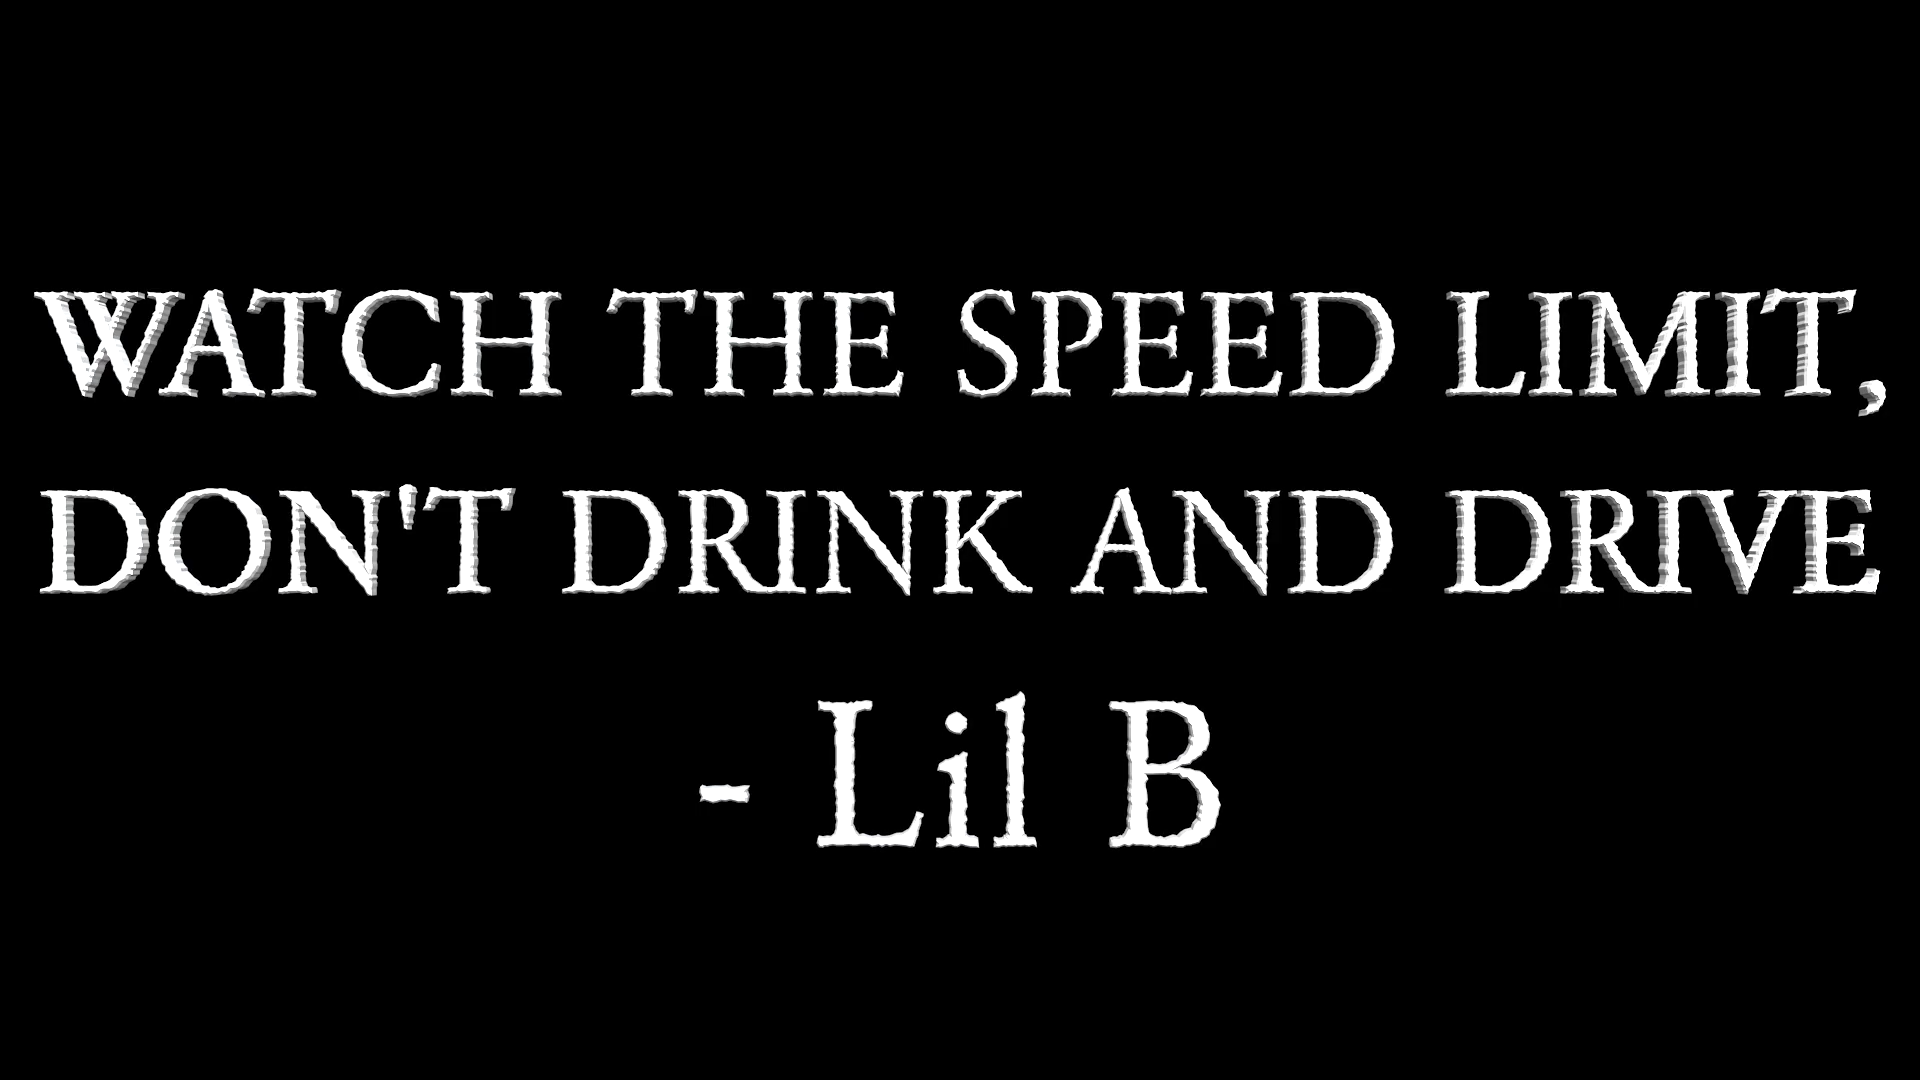 WATCH THE SPEED LIMIT,
DON'T DRINK AND DRIVE
- Lil B